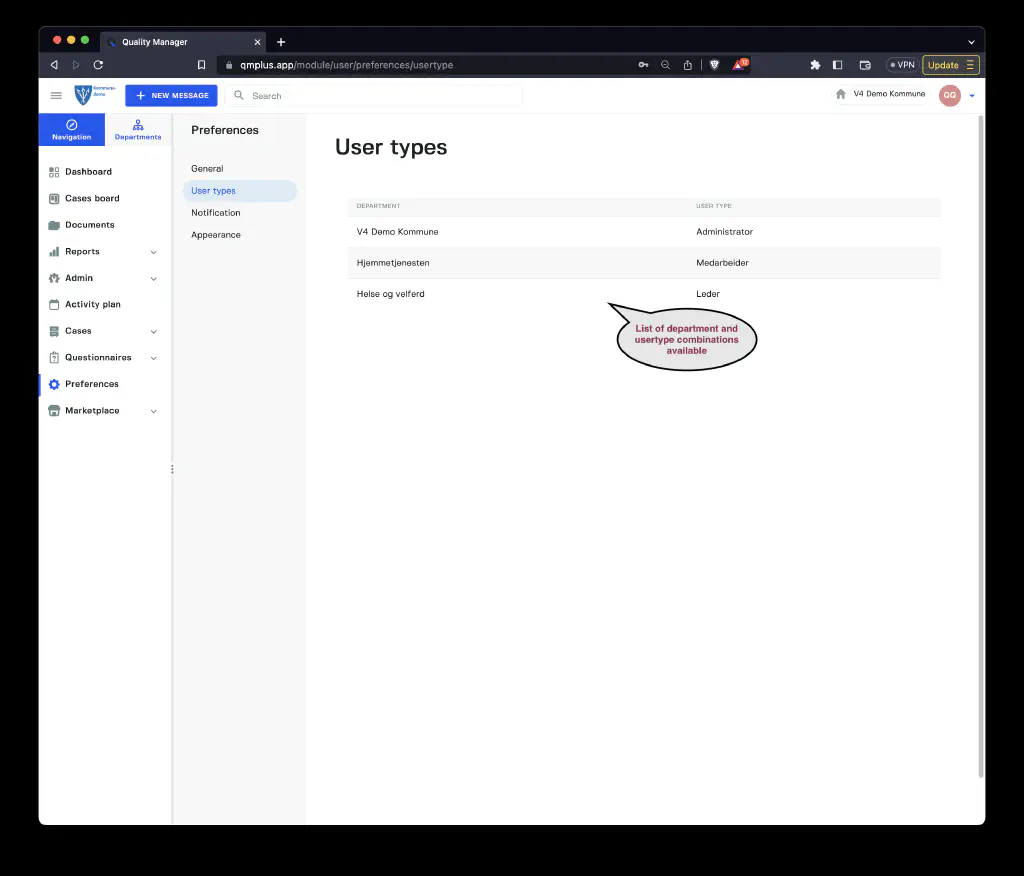 Quality Manager
qmplus.app/module/user/preferences/usertype
12
VPN
Update
Kommune-
demo
NEW MESSAGE
Search
V4 Demo Kommune
QQ
Navigation
Departments
Dashboard
Cases board
Documents
Reports
Admin
Activity plan
Cases
Questionnaires
Preferences
Marketplace
Preferences
General
User types
Notification
Appearance
User types
DEPARTMENT USER TYPE
V4 Demo Kommune Administrator
Hjemmetjenesten Medarbeider
Helse og velferd Leder
List of department and
usertype combinations
available